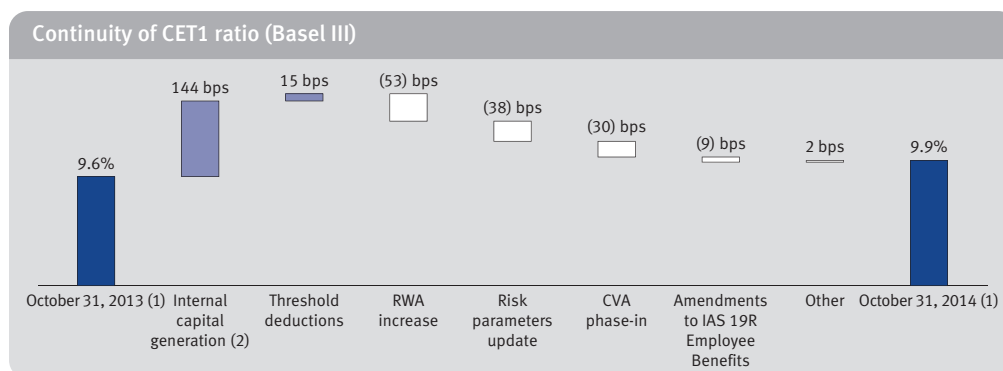 Continuity of CET1 ratio (Basel III)
144 bps
15 bps
(53) bps
(38) bps
(30) bps
(9) bps
2 bps
9.6%
9.9%
October 31, 2013 (1)
Internal
capital
generation (2)
Threshold
deductions
RWA
increase
Risk
parameters
update
CVA
phase-in
Amendments
to IAS 19R
Employee
Benefits
Other
October 31, 2014 (1)